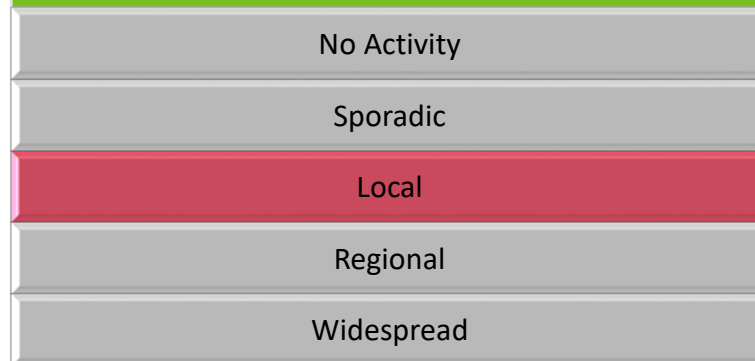 No Activity
Sporadic
Local
Regional
Widespread